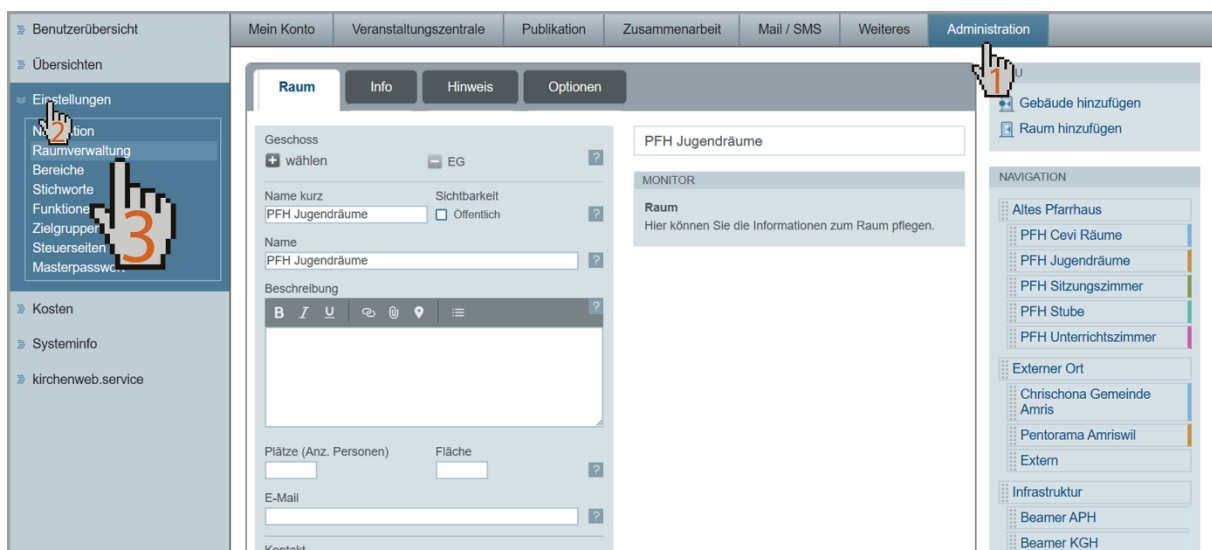 Benutzerübersicht
Übersichten
Einstellungen
2
Raumverwaltung
Bereiche
Stichworte
Funktione
Zielgruppen
Steuerseiten
Masterpasswort
3
Kosten
Systeminfo
kirchenweb.service
Mein Konto
Veranstaltungszentrale
Publikation
Zusammenarbeit
Mail / SMS
Weiteres
Administration
1
Raum
Info
Hinweis
Optionen
Geschoss
wählen
EG
?
Name kurz
Sichtbarkeit
PFH Jugendräume
Öffentlich
?
Name
PFH Jugendräume
?
Beschreibung
B I U
?
Plätze (Anz. Personen)
Fläche
?
E-Mail
?
Kontakt
PFH Jugendräume
MONITOR
Raum
Hier können Sie die Informationen zum Raum pflegen.
U
Gebäude hinzufügen
Raum hinzufügen
NAVIGATION
Altes Pfarrhaus
PFH Cevi Räume
PFH Jugendräume
PFH Sitzungszimmer
PFH Stube
PFH Unterrichtszimmer
Externer Ort
Chrischona Gemeinde
Amris
Pentorama Amriswil
Extern
Infrastruktur
Beamer APH
Beamer KGH